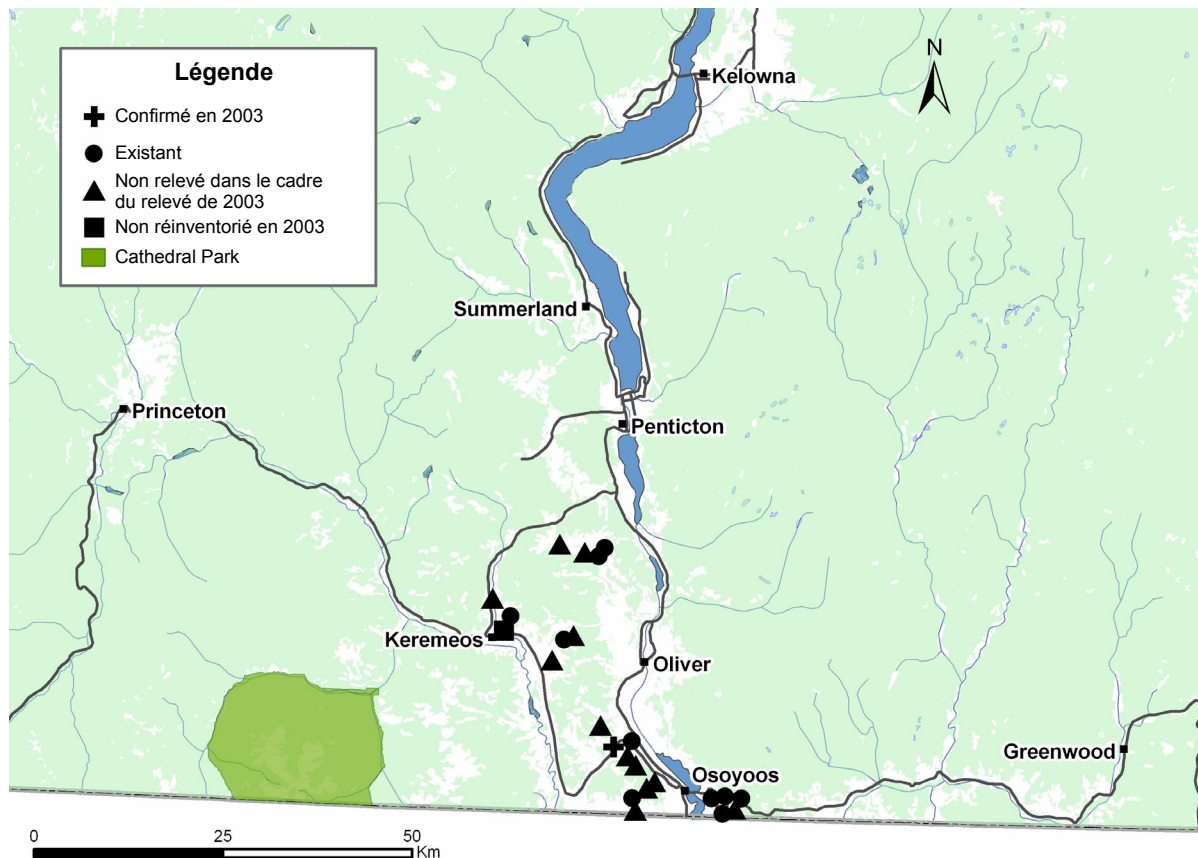 Légende
Confirmé en 2003
Existant
Non relevé dans le cadre
du relevé de 2003
Non réinventorié en 2003
Cathedral Park
N
Kelowna
Summerland
Princeton
Penticton
Keremeos
Oliver
Greenwood
Osoyoos
0 25 50
Km